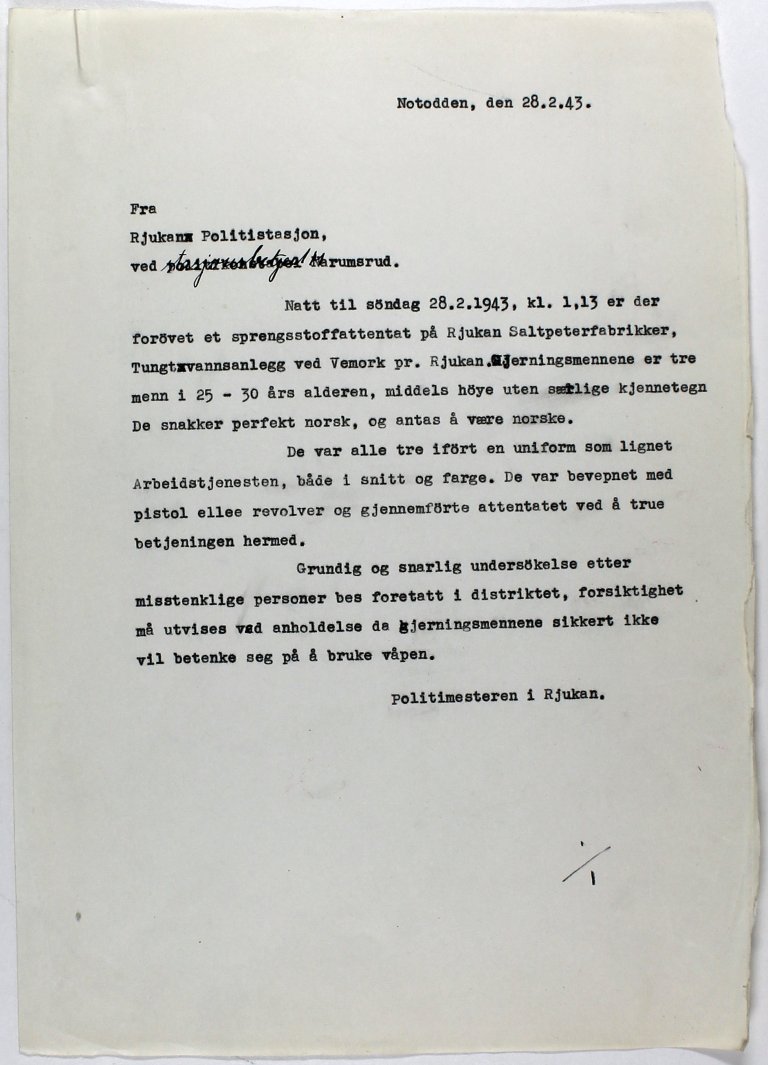 Notodden, den 28.2.43.
Fra
Rjukanx Politistasjon,
ved stasjonsbetjent Narumsrud.
Natt til söndag 28.2.1943, kl. 1,13 er der
forövet et sprengsstoffattentat på Rjukan Saltpeterfabrikker,
Tungtxvannsanlegg ved Vemork pr. Rjukan.Gjerningsmennene er tre
menn i 25 - 30 års alderen, middels höye uten særlige kjennetegn
De snakker perfekt norsk, og antas å være norske.
De var alle tre ifört en uniform som lignet
Arbeidstjenesten, både i snitt og farge. De var bevepnet med
pistol ellee revolver og gjennemförte attentatet ved å true
betjeningen hermed.
Grundig og snarlig undersökelse etter
misstenklige personer bes foretatt i distriktet, forsiktighet
må utvises ved anholdelse da gjerningsmennene sikkert ikke
vil betenke seg på å bruke våpen.
Politimesteren i Rjukan.